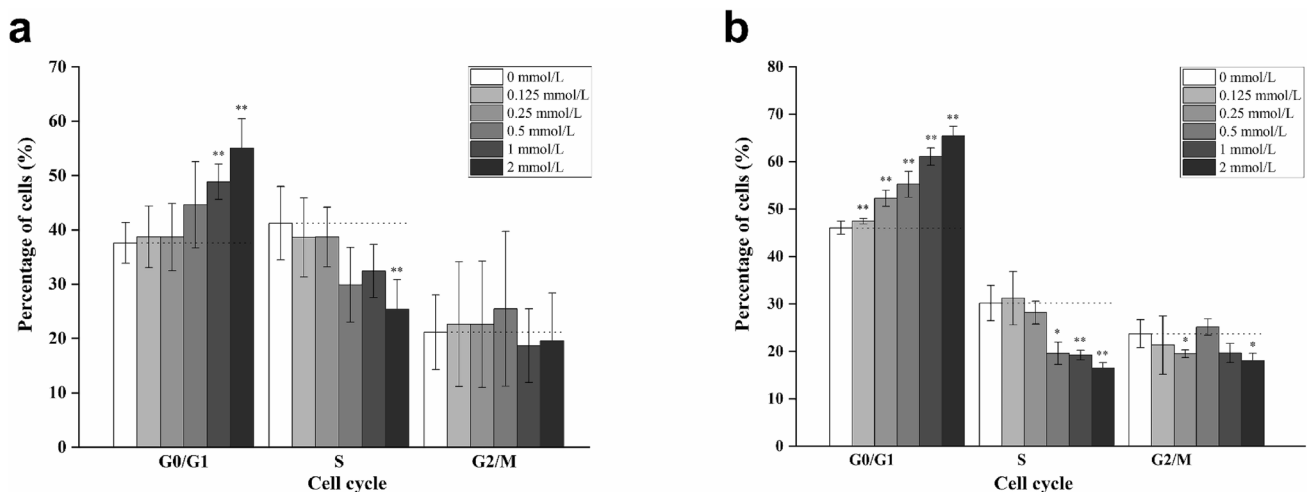 a
70
60
50
40
30
20
10
0
Percentage of cells (%)
0 mmol/L
0.125 mmol/L
0.25 mmol/L
0.5 mmol/L
1 mmol/L
2 mmol/L
**
**
**
G0/G1
S
G2/M
Cell cycle
b
80
70
60
50
40
30
20
10
0
Percentage of cells (%)
0 mmol/L
0.125 mmol/L
0.25 mmol/L
0.5 mmol/L
1 mmol/L
2 mmol/L
**
**
**
**
**
*
**
**
*
*
G0/G1
S
G2/M
Cell cycle